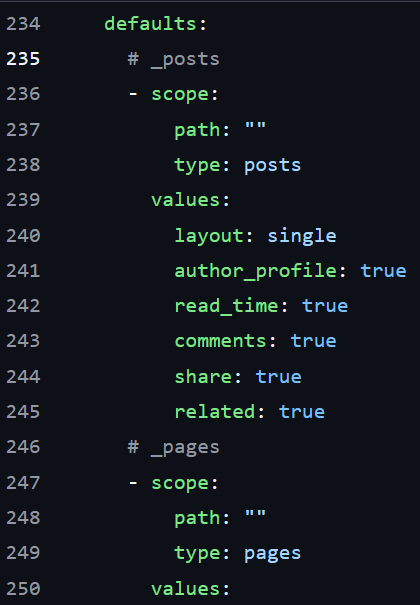 234 defaults:
235 # _posts
236 - scope:
237 path: ""
238 type: posts
239 values:
240 layout: single
241 author_profile: true
242 read_time: true
243 comments: true
244 share: true
245 related: true
246 # _pages
247 - scope:
248 path: ""
249 type: pages
250 values: